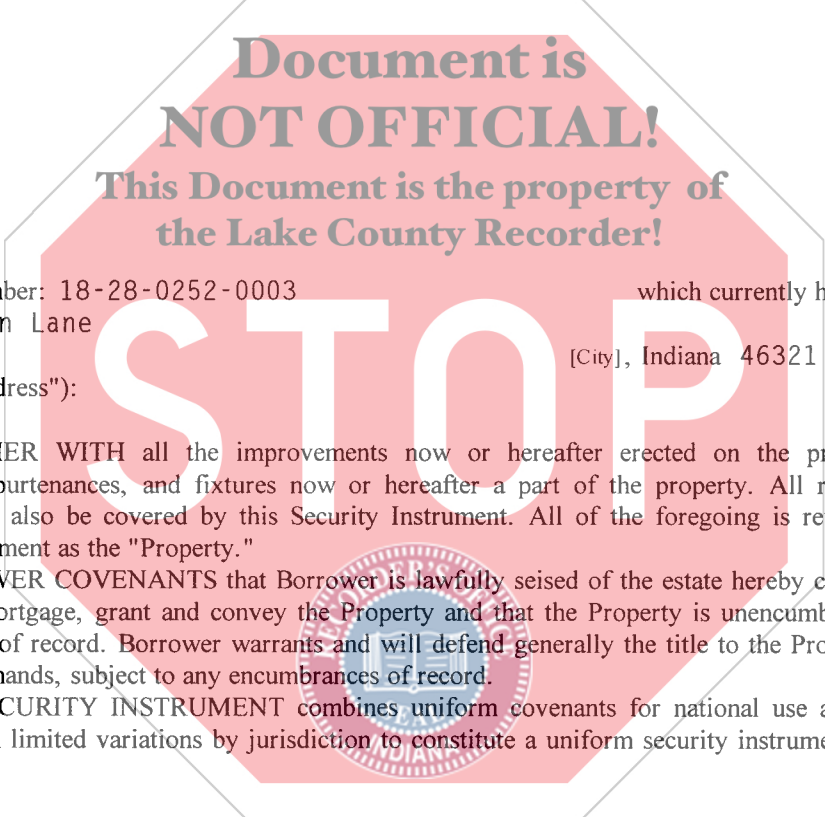 Document is
NOT OFFICIAL!
This Document is the property of
the Lake County Recorder!
ber: 18-28-0252-0003 which currently h
n Lane
[City], Indiana 46321
dress"):
STOP
ER WITH all the improvements now or hereafter erected on the pr
urtenances, and fixtures now or hereafter a part of the property. All r
also be covered by this Security Instrument. All of the foregoing is re
ment as the "Property."
VER COVENANTS that Borrower is lawfully seised of the estate hereby c
ortgage, grant and convey the Property and that the Property is unencumb
of record. Borrower warrants and will defend generally the title to the Pro
nands, subject to any encumbrances of record.
CURITY INSTRUMENT combines uniform covenants for national use a
limited variations by jurisdiction to constitute a uniform security instrume
SEAL
INDIANA